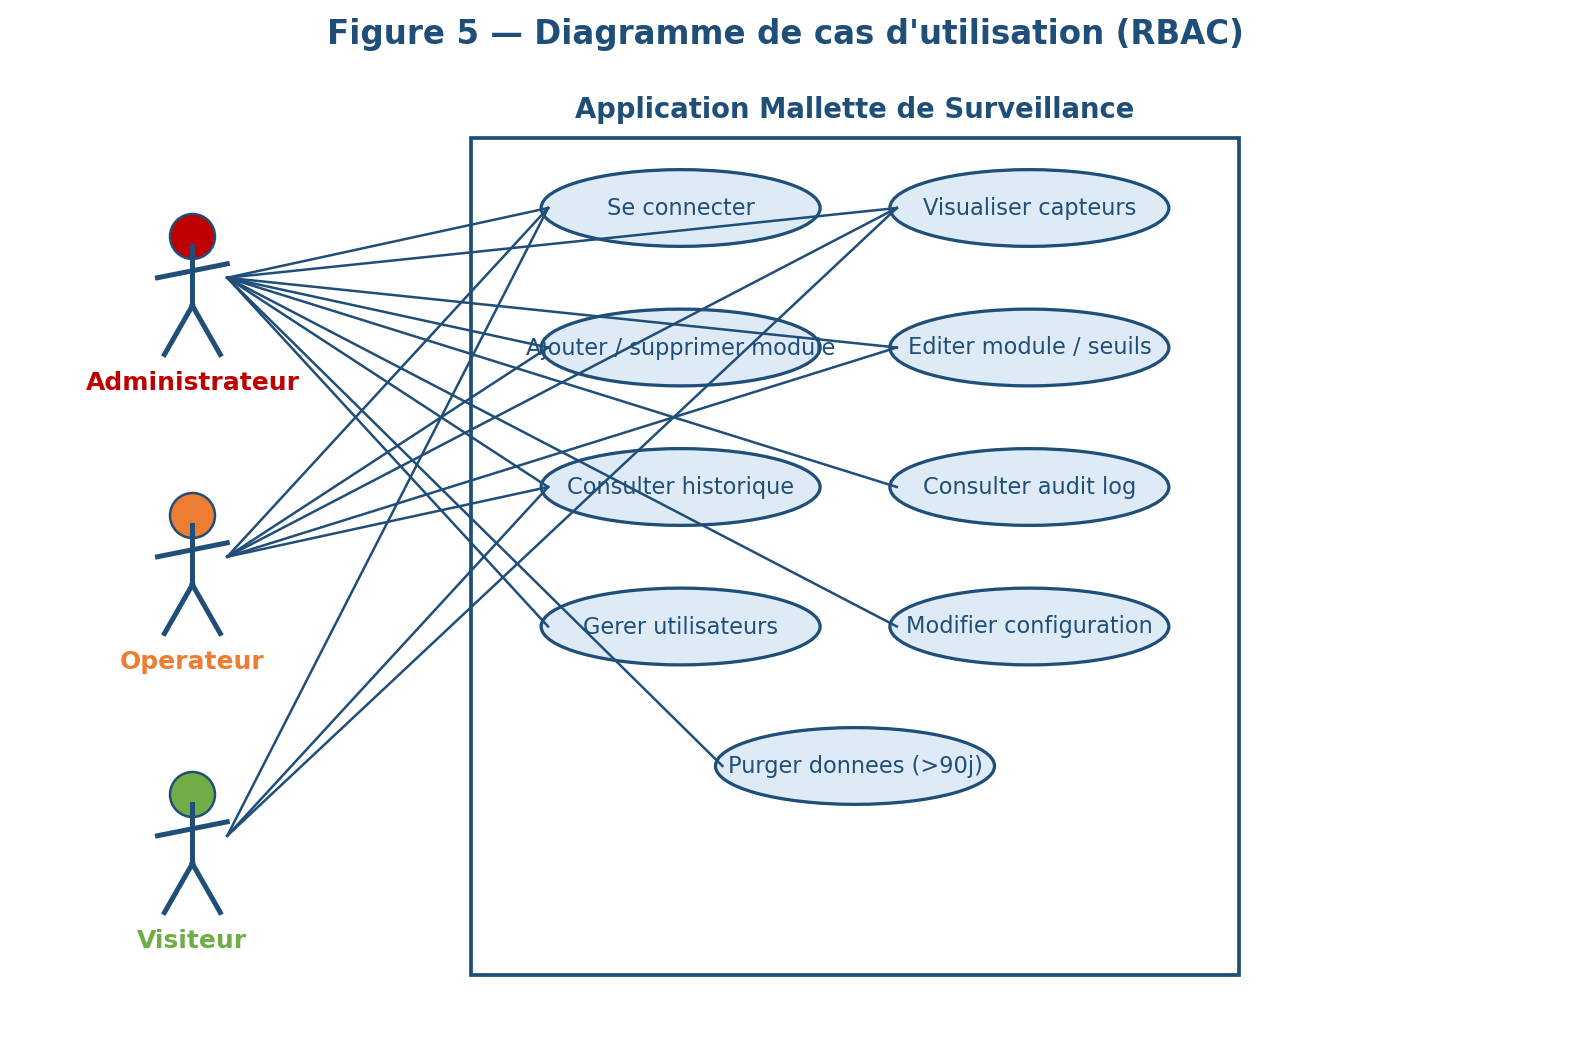 Figure 5 — Diagramme de cas d'utilisation (RBAC)
Application Mallette de Surveillance
Se connecter
Visualiser capteurs
Administrateur
Ajouter / supprimer module
Editer module / seuils
Consulter historique
Consulter audit log
Operateur
Gerer utilisateurs
Modifier configuration
Purger donnees (>90j)
Visiteur